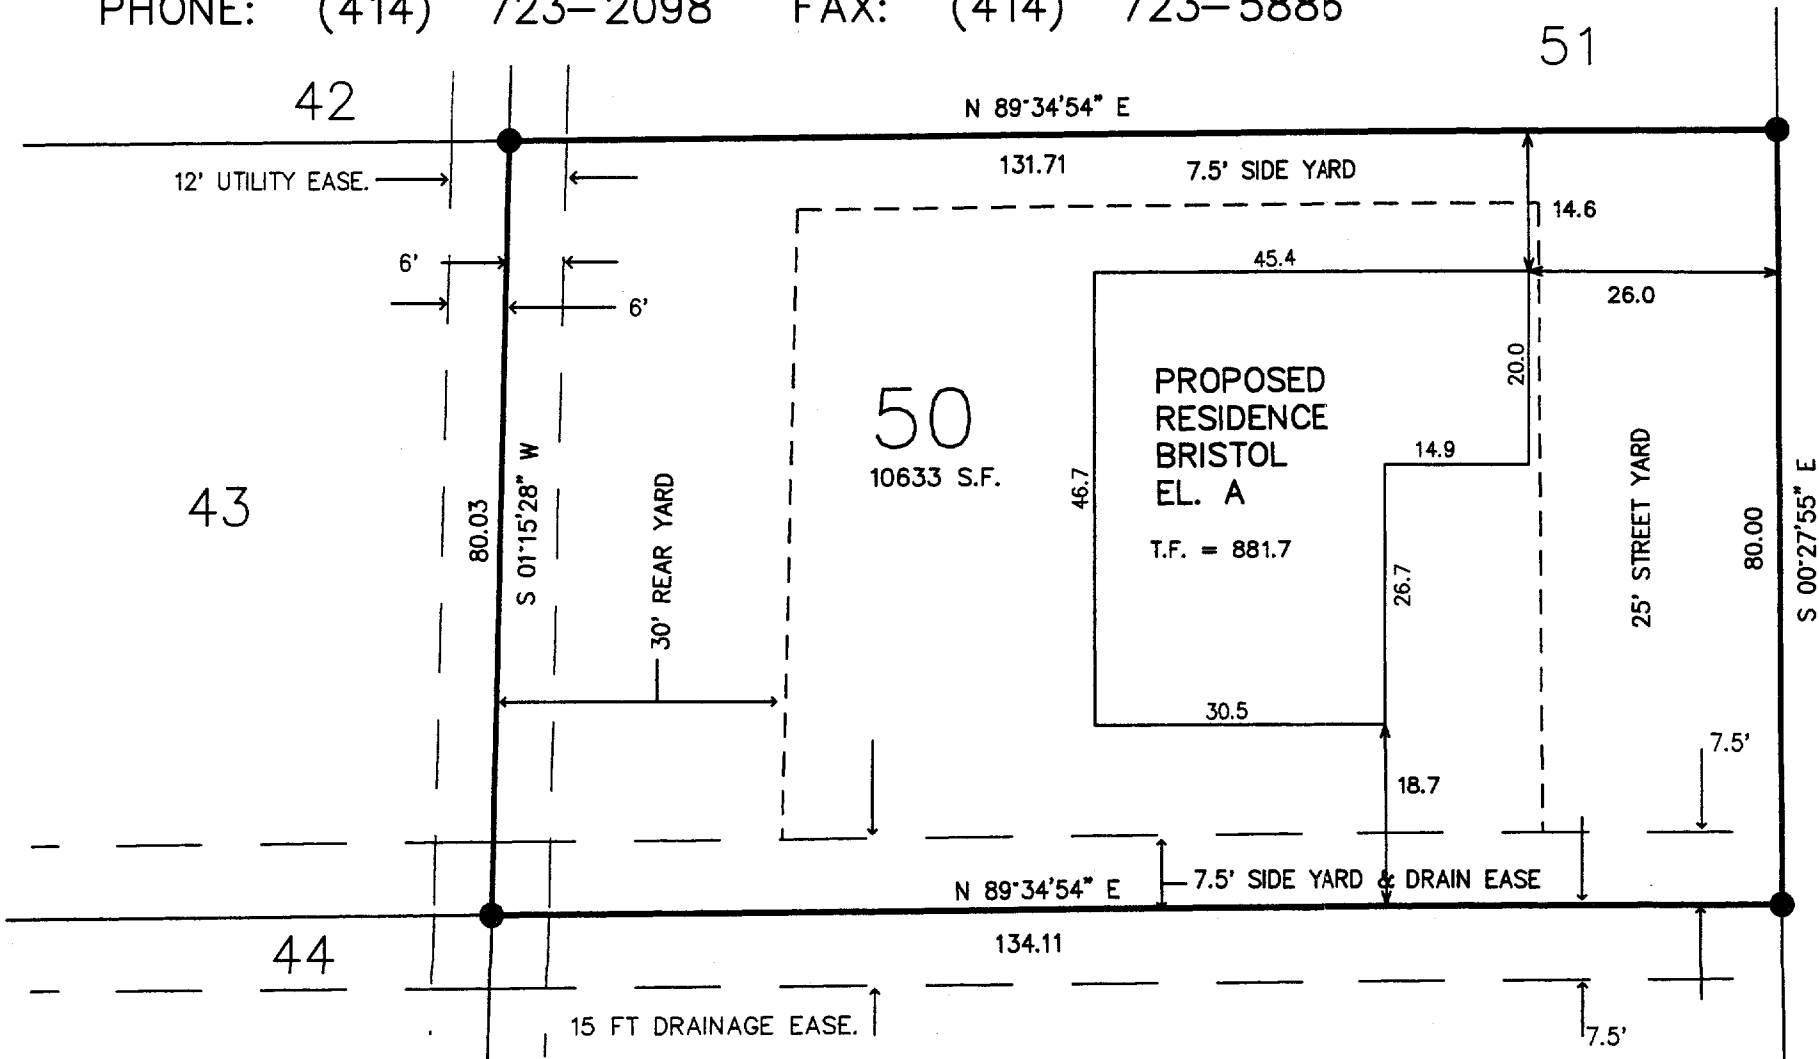 PHONE: (414) 723-2098 FAX: (414) 723-5886
51
42
N 89°34'54" E
131.71
12' UTILITY EASE.
7.5' SIDE YARD
14.6
6'
45.4
26.0
6'
20.0
PROPOSED
RESIDENCE
BRISTOL
EL. A
T.F. = 881.7
50
10633 S.F.
14.9
46.7
43
80.03
S 01°15'28" W
30' REAR YARD
26.7
25' STREET YARD
80.00
S 00°27'55" E
30.5
7.5'
18.7
7.5' SIDE YARD & DRAIN EASE
N 89°34'54" E
134.11
44
15 FT DRAINAGE EASE.
7.5'